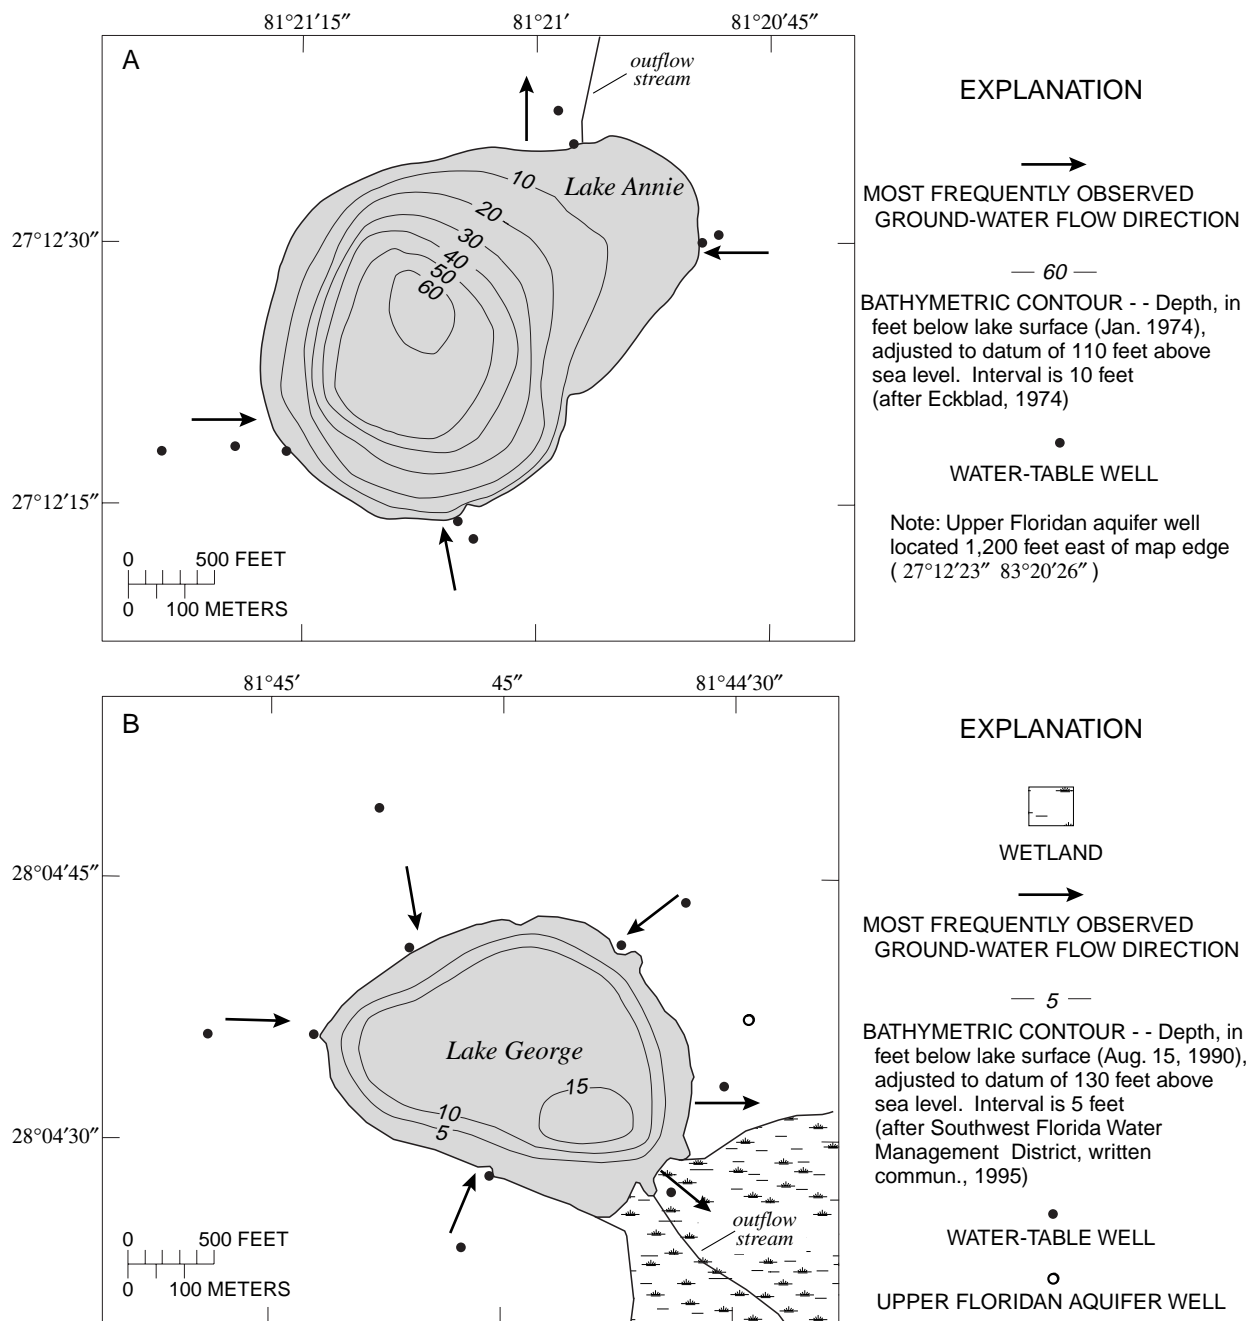 81°21′15″ 81°21′ 81°20′45″
A
outflow
stream
Lake Annie
10
20
30
40
50
60
27°12′30″
27°12′15″
0 500 FEET
0 100 METERS
EXPLANATION
MOST FREQUENTLY OBSERVED
GROUND-WATER FLOW DIRECTION
60
BATHYMETRIC CONTOUR - - Depth, in
feet below lake surface (Jan. 1974),
adjusted to datum of 110 feet above
sea level. Interval is 10 feet
(after Eckblad, 1974)
WATER-TABLE WELL
Note: Upper Floridan aquifer well
located 1,200 feet east of map edge
( 27°12′23″ 83°20′26″ )
81°45′ 45″ 81°44′30″
B
28°04′45″
28°04′30″
Lake George
15
10
5
outflow
stream
0 500 FEET
0 100 METERS
EXPLANATION
WETLAND
MOST FREQUENTLY OBSERVED
GROUND-WATER FLOW DIRECTION
5
BATHYMETRIC CONTOUR - - Depth, in
feet below lake surface (Aug. 15, 1990),
adjusted to datum of 130 feet above
sea level. Interval is 5 feet
(after Southwest Florida Water
Management District, written
commun., 1995)
WATER-TABLE WELL
UPPER FLORIDAN AQUIFER WELL